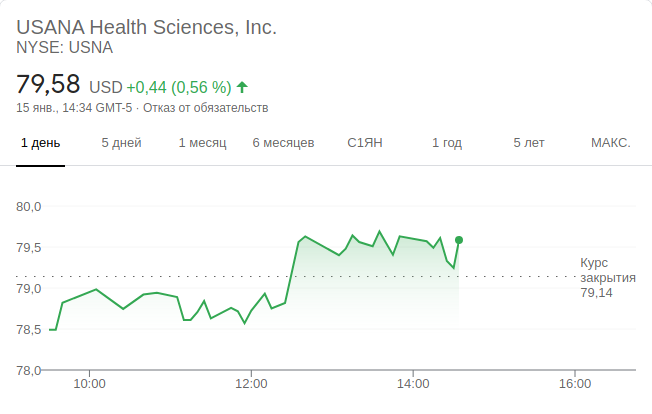 USANA Health Sciences, Inc.
NYSE: USNA
79,58 USD +0,44 (0,56 %)
15 янв., 14:34 GMT-5 · Отказ от обязательств
1 день 5 дней 1 месяц 6 месяцев С1ЯН 1 год 5 лет МАКС.
80,0
79,5
Курс
закрытия
79,14
79,0
78,5
78,0
10:00 12:00 14:00 16:00